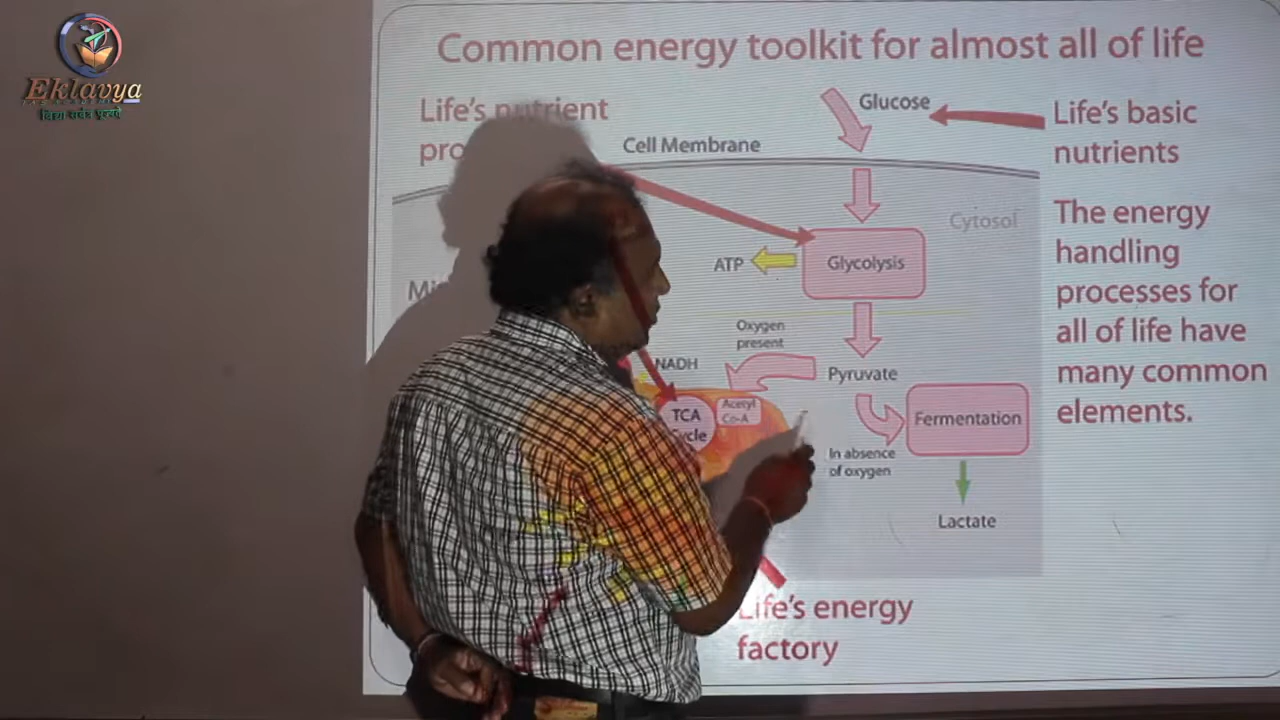 Eklavya
Common energy toolkit for almost all of life
Life's nutrient
Cell Membrane
Glucose
Life's basic
nutrients
Cytosol
The energy
handling
processes for
all of life have
many common
elements.
ATP
Glycolysis
Oxygen
present
NADH
Pyruvate
TCA
Acetyl
Co-A
Fermentation
In absence
of oxygen
Lactate
Life's energy
factory